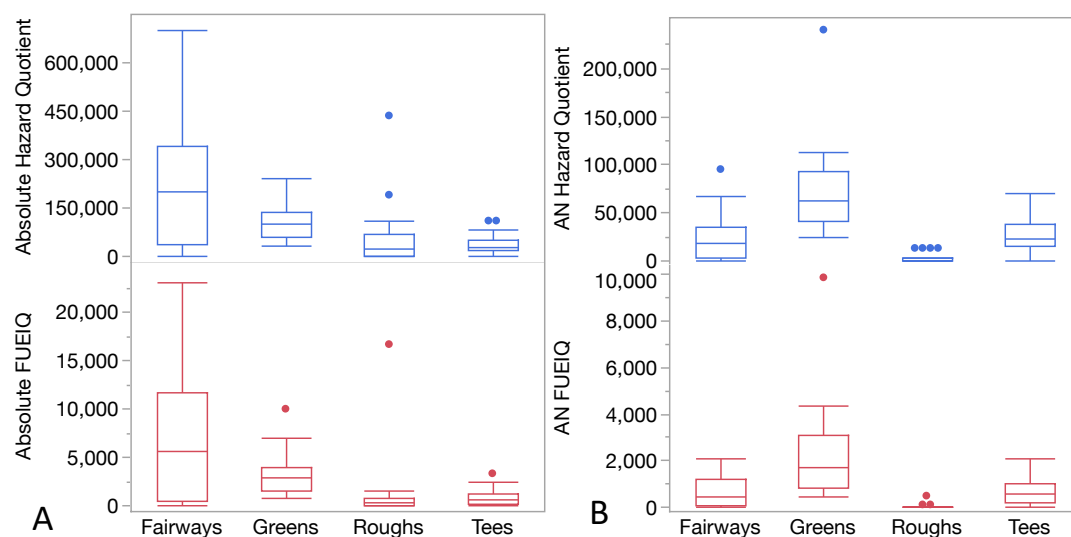 Absolute Hazard Quotient
600,000
450,000
300,000
150,000
0
Absolute FUEIQ
20,000
15,000
10,000
5,000
0
A
Fairways Greens Roughs Tees
AN Hazard Quotient
200,000
150,000
100,000
50,000
0
AN FUEIQ
10,000
8,000
6,000
4,000
2,000
0
B
Fairways Greens Roughs Tees